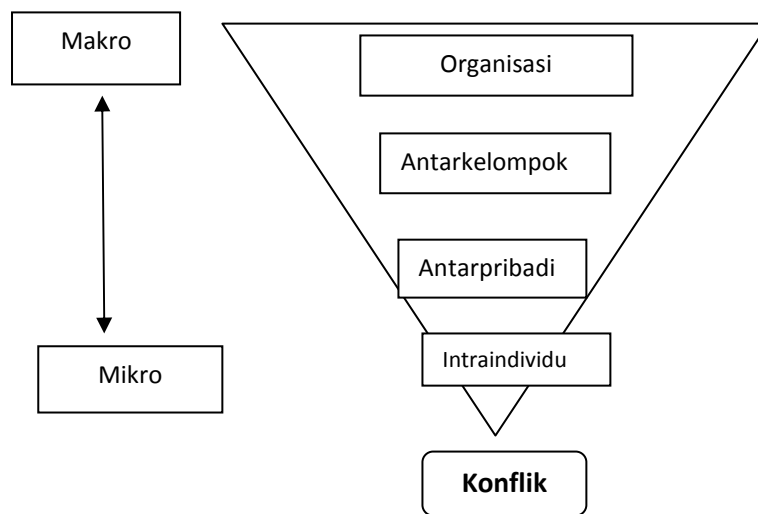 Makro
Organisasi
Antarkelompok
Antarpribadi
Intraindividu
Mikro
Konflik